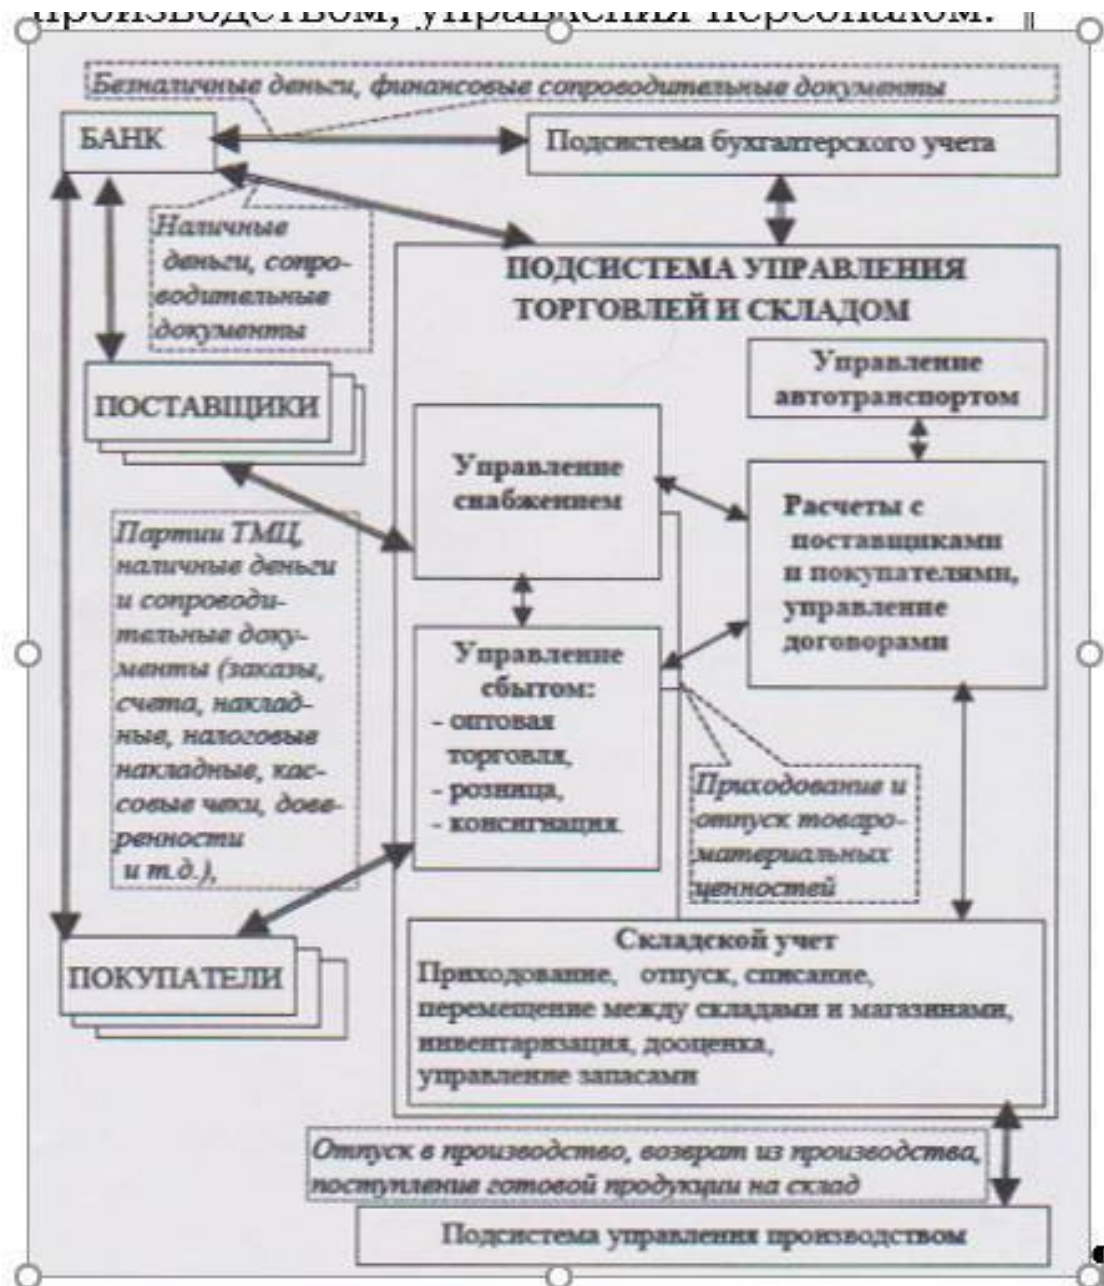 производством, управления персоналом.
Безналичные деньги, финансовые сопроводительные документы
БАНК
Подсистема бухгалтерского учета
Наличные
деньги, сопро-
водительные
документы
ПОДСИСТЕМА УПРАВЛЕНИЯ
ТОРГОВЛЕЙ И СКЛАДОМ
Управление
автотранспортом
ПОСТАВЩИКИ
Управление
снабжением
Расчеты с
поставщиками
и покупателями,
управление
договорами
Партии ТМЦ,
наличные деньги
и сопроводи-
тельные доку-
менты (заказы,
счета, наклад-
ные, налоговые
накладные, кас-
совые чеки, дове-
ренности
и т.д.),
Управление
сбытом:
- оптовая
торговля,
- розница,
- консигнация.
Приходование и
отпуск товаро-
материальных
ценностей
ПОКУПАТЕЛИ
Складской учет
Приходование, отпуск, списание,
перемещение между складами и магазинами,
инвентаризация, дооценка,
управление запасами
Отпуск в производство, возврат из производства,
поступление готовой продукции на склад
Подсистема управления производством